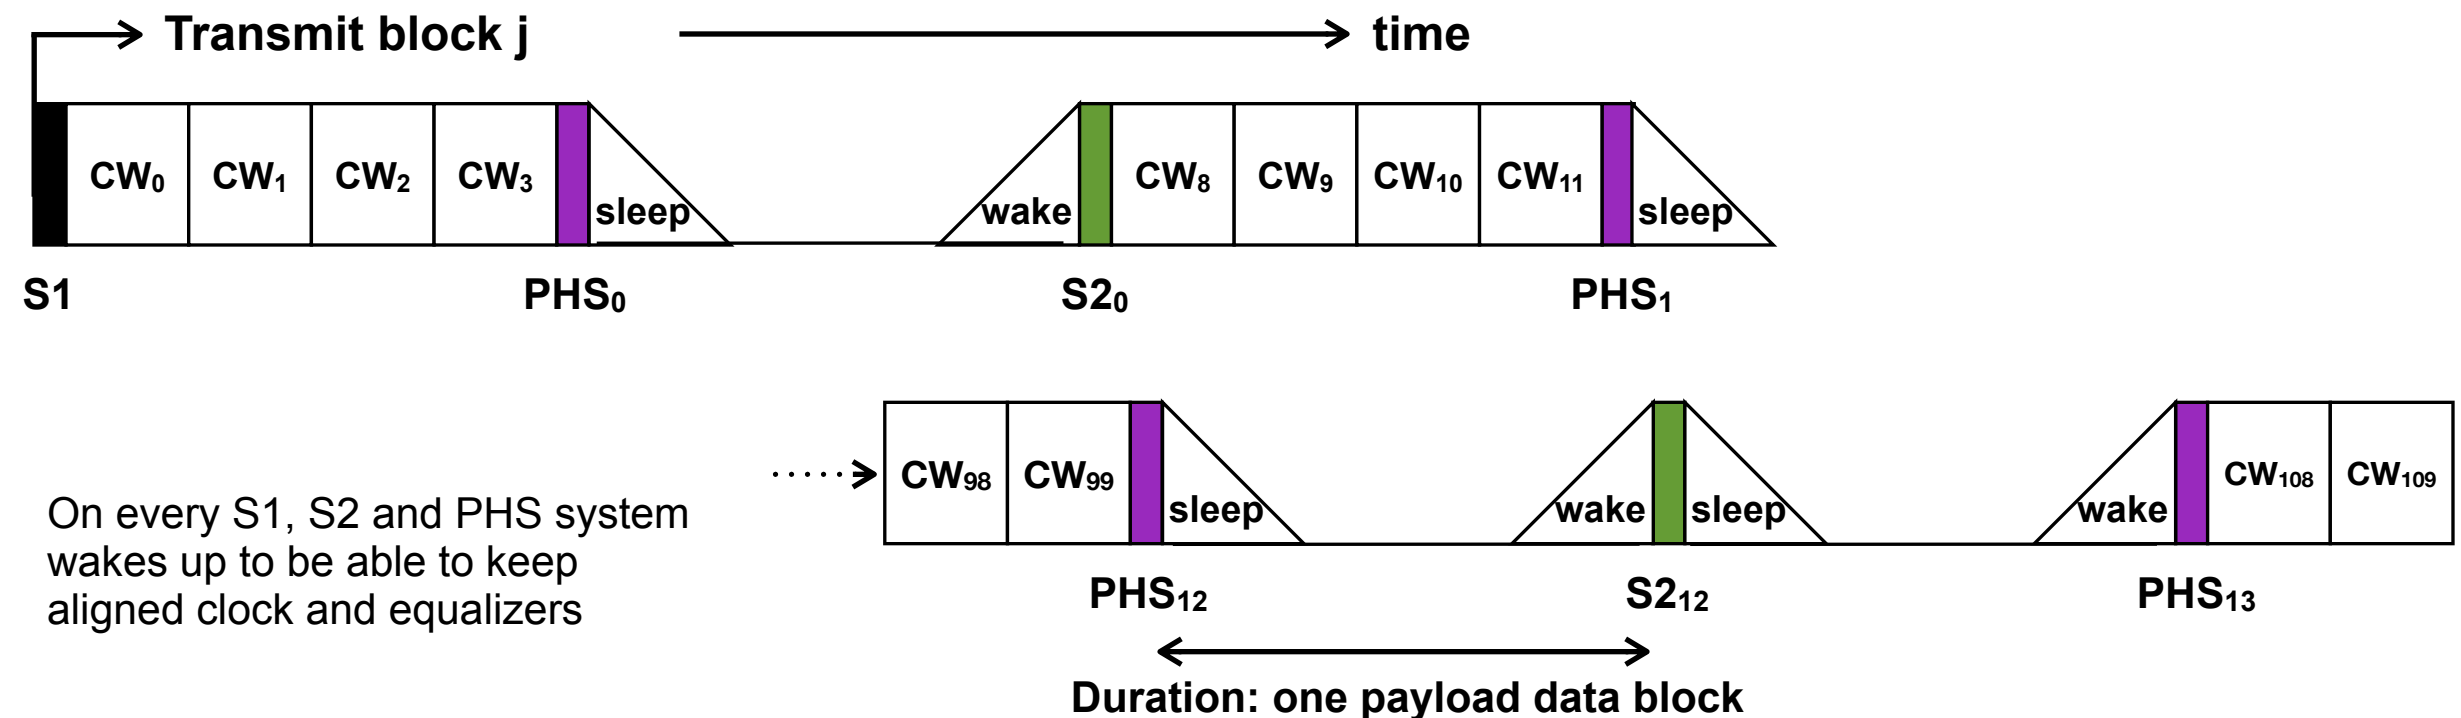 Transmit block j
time
CW₀ CW₁ CW₂ CW₃ sleep wake CW₈ CW₉ CW₁₀ CW₁₁ sleep
S1 PHS₀ S2₀ PHS₁
CW₉₈ CW₉₉ sleep wake sleep wake CW₁₀₈ CW₁₀₉
On every S1, S2 and PHS system
wakes up to be able to keep
aligned clock and equalizers
PHS₁₂ S2₁₂ PHS₁₃
Duration: one payload data block